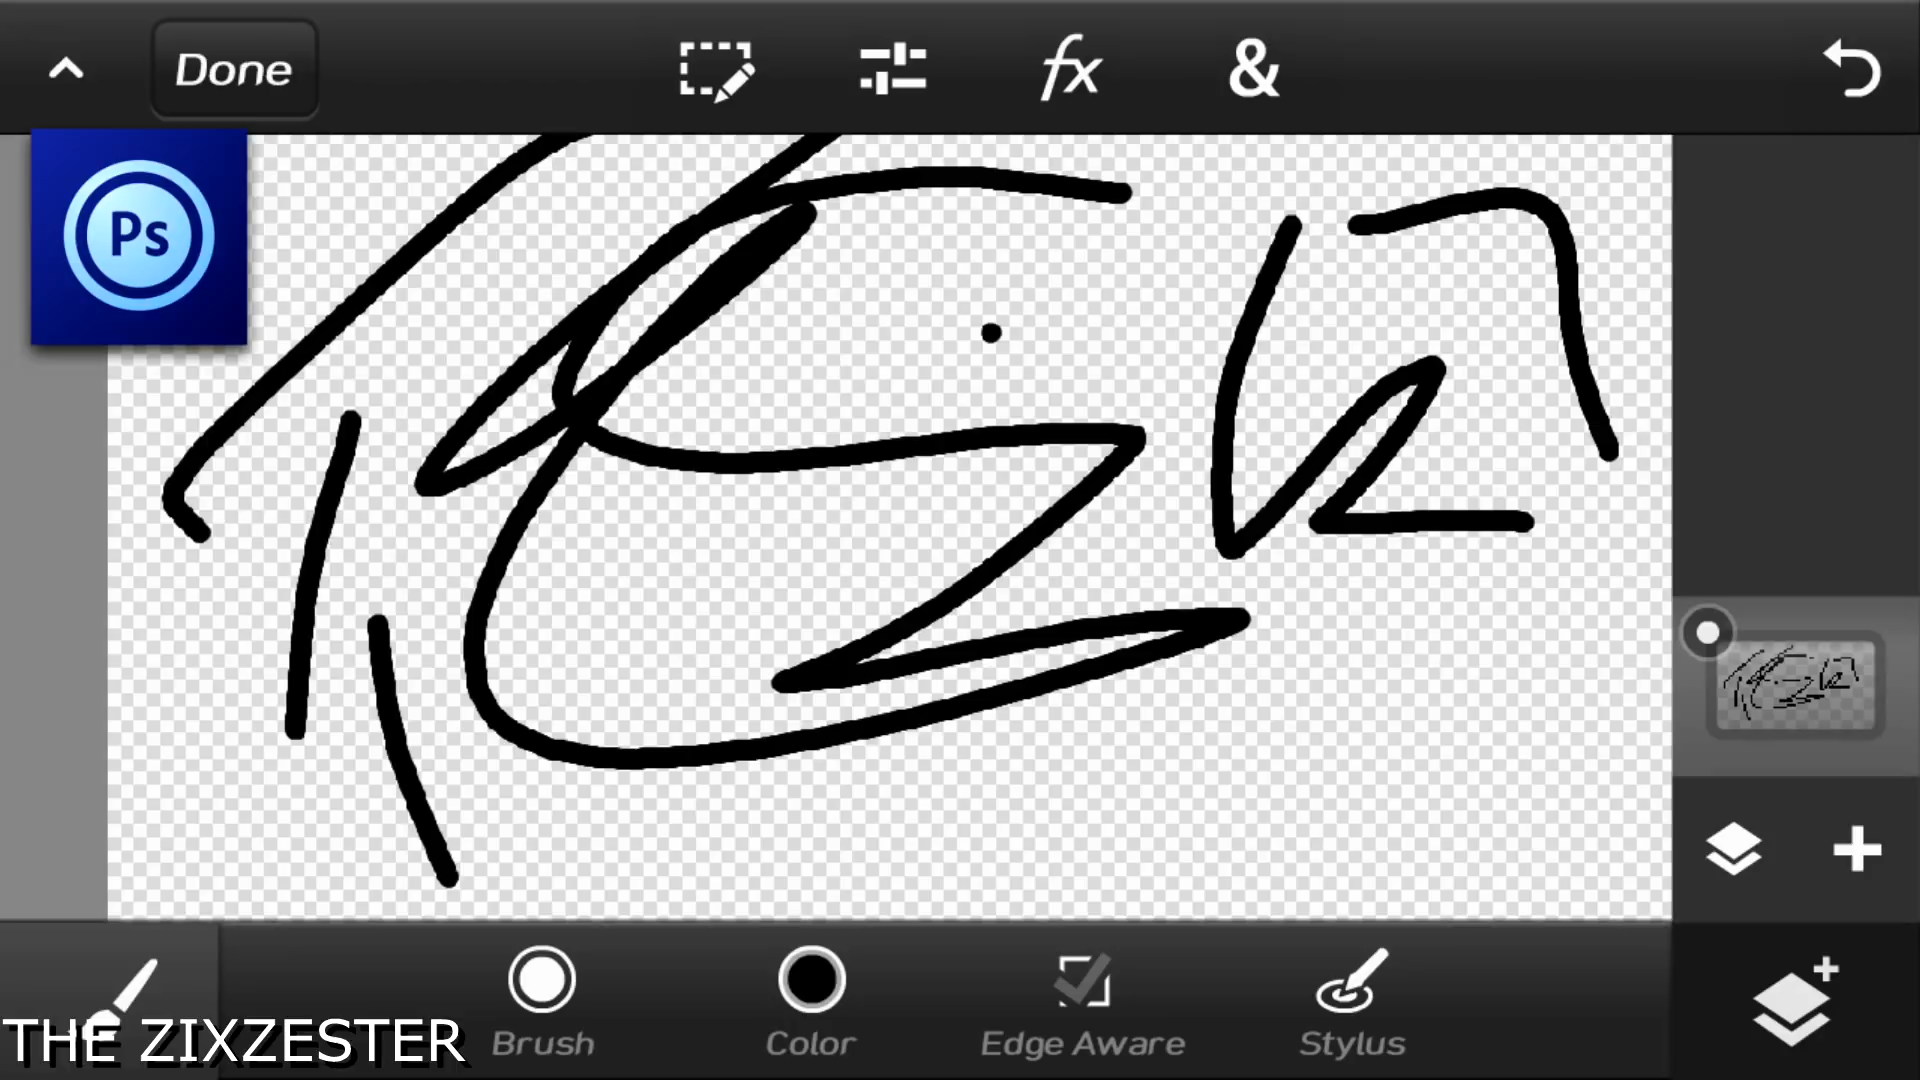 Done
fx
&
Ps
Brush
Color
Edge Aware
Stylus
THE ZIXZESTER